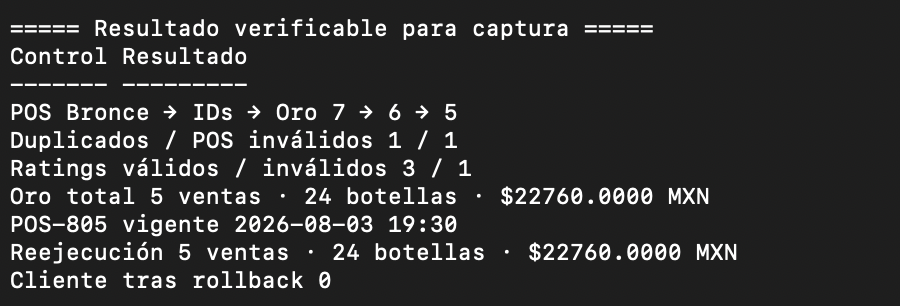 ===== Resultado verificable para captura =====
Control Resultado
------- ---------
POS Bronce → IDs → Oro 7 → 6 → 5
Duplicados / POS inválidos 1 / 1
Ratings válidos / inválidos 3 / 1
Oro total 5 ventas · 24 botellas · $22760.0000 MXN
POS-805 vigente 2026-08-03 19:30
Reejecución 5 ventas · 24 botellas · $22760.0000 MXN
Cliente tras rollback 0